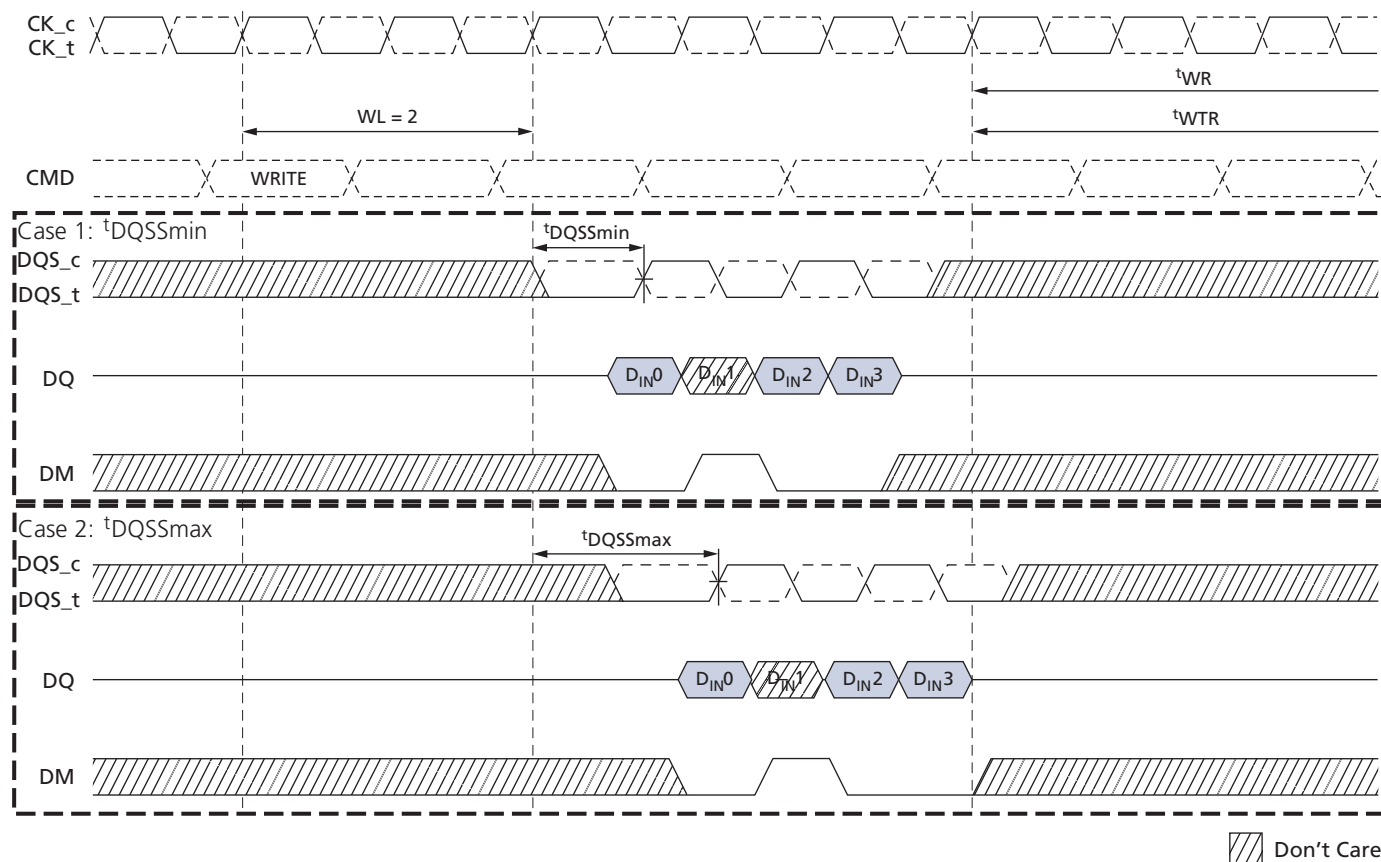 CK_c
CK_t
tWR
WL = 2
tWTR
CMD
WRITE
Case 1: tDQSSmin
tDQSSmin
DQS_c
DQS_t
DQ
DIN0
DIN1
DIN2
DIN3
DM
Case 2: tDQSSmax
tDQSSmax
DQS_c
DQS_t
DQ
DIN0
DIN1
DIN2
DIN3
DM
Don't Care